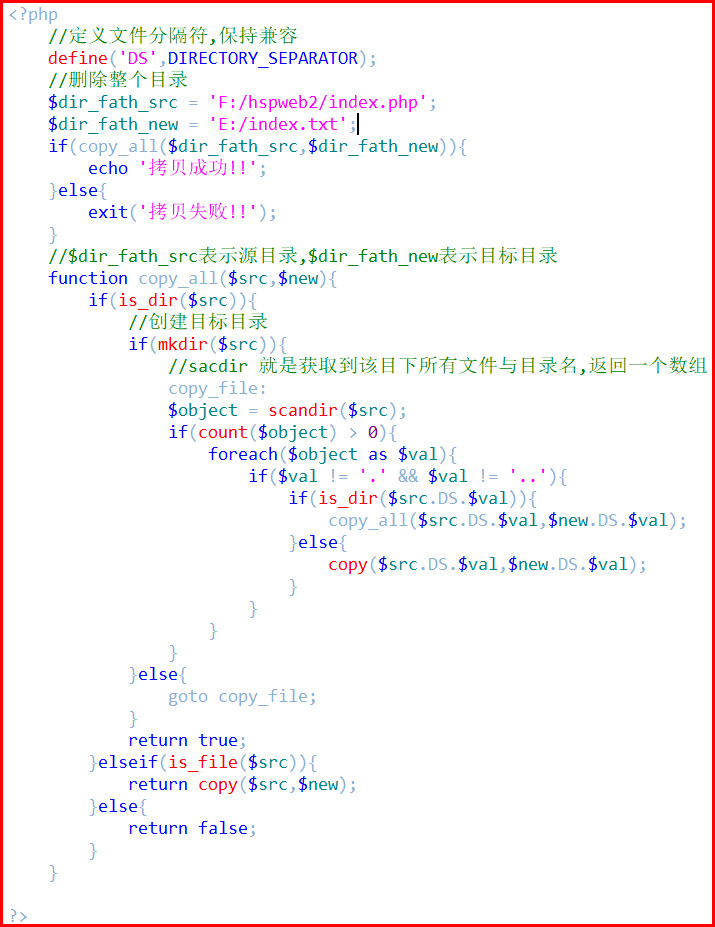 <?php
//定义文件分隔符,保持兼容
define('DS',DIRECTORY_SEPARATOR);
//删除整个目录
$dir_fath_src = 'F:/hspweb2/index.php';
$dir_fath_new = 'E:/index.txt';
if(copy_all($dir_fath_src,$dir_fath_new)){
echo '拷贝成功!!';
}else{
exit('拷贝失败!!');
}
//$dir_fath_src表示源目录,$dir_fath_new表示目标目录
function copy_all($src,$new){
if(is_dir($src)){
//创建目标目录
if(mkdir($src)){
//sacdir 就是获取到该目下所有文件与目录名,返回一个数组
copy_file:
$object = scandir($src);
if(count($object) > 0){
foreach($object as $val){
if($val != '.' && $val != '..'){
if(is_dir($src.DS.$val)){
copy_all($src.DS.$val,$new.DS.$val);
}else{
copy($src.DS.$val,$new.DS.$val);
}
}
}
}
}else{
goto copy_file;
}
return true;
}elseif(is_file($src)){
return copy($src,$new);
}else{
return false;
}
}
?>